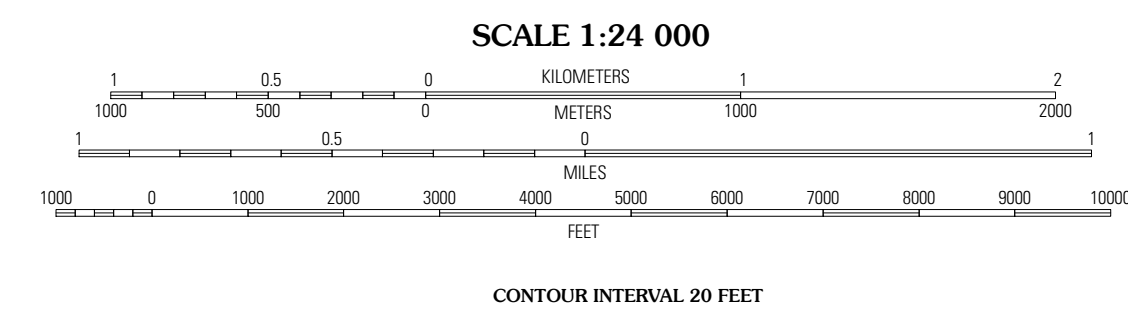 SCALE 1:24 000
1 0.5 0 KILOMETERS 1 2
1000 500 0 METERS 1000 2000
1 0.5 0 1
MILES
1000 0 1000 2000 3000 4000 5000 6000 7000 8000 9000 10000
FEET
CONTOUR INTERVAL 20 FEET